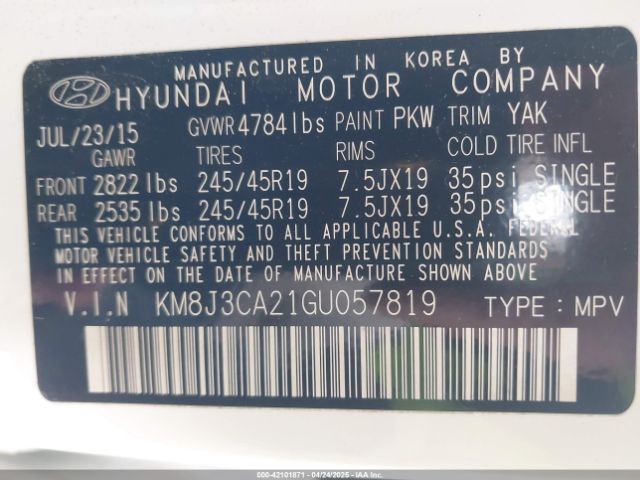 MANUFACTURED IN KOREA BY
HYUNDAI MOTOR COMPANY
JUL/23/15 GVWR 4784 lbs PAINT PKW TRIM YAK
GAWR TIRES RIMS COLD TIRE INFL
FRONT 2822 lbs 245/45R19 7.5JX19 35 psi SINGLE
REAR 2535 lbs 245/45R19 7.5JX19 35 psi SINGLE
THIS VEHICLE CONFORMS TO ALL APPLICABLE U.S.A. FEDERAL
MOTOR VEHICLE SAFETY AND THEFT PREVENTION STANDARDS
IN EFFECT ON THE DATE OF MANUFACTURE SHOWN ABOVE.
V.I.N KM8J3CA21GU057819 TYPE : MPV
000-42101871 - 04/24/2025 - IAAI.com